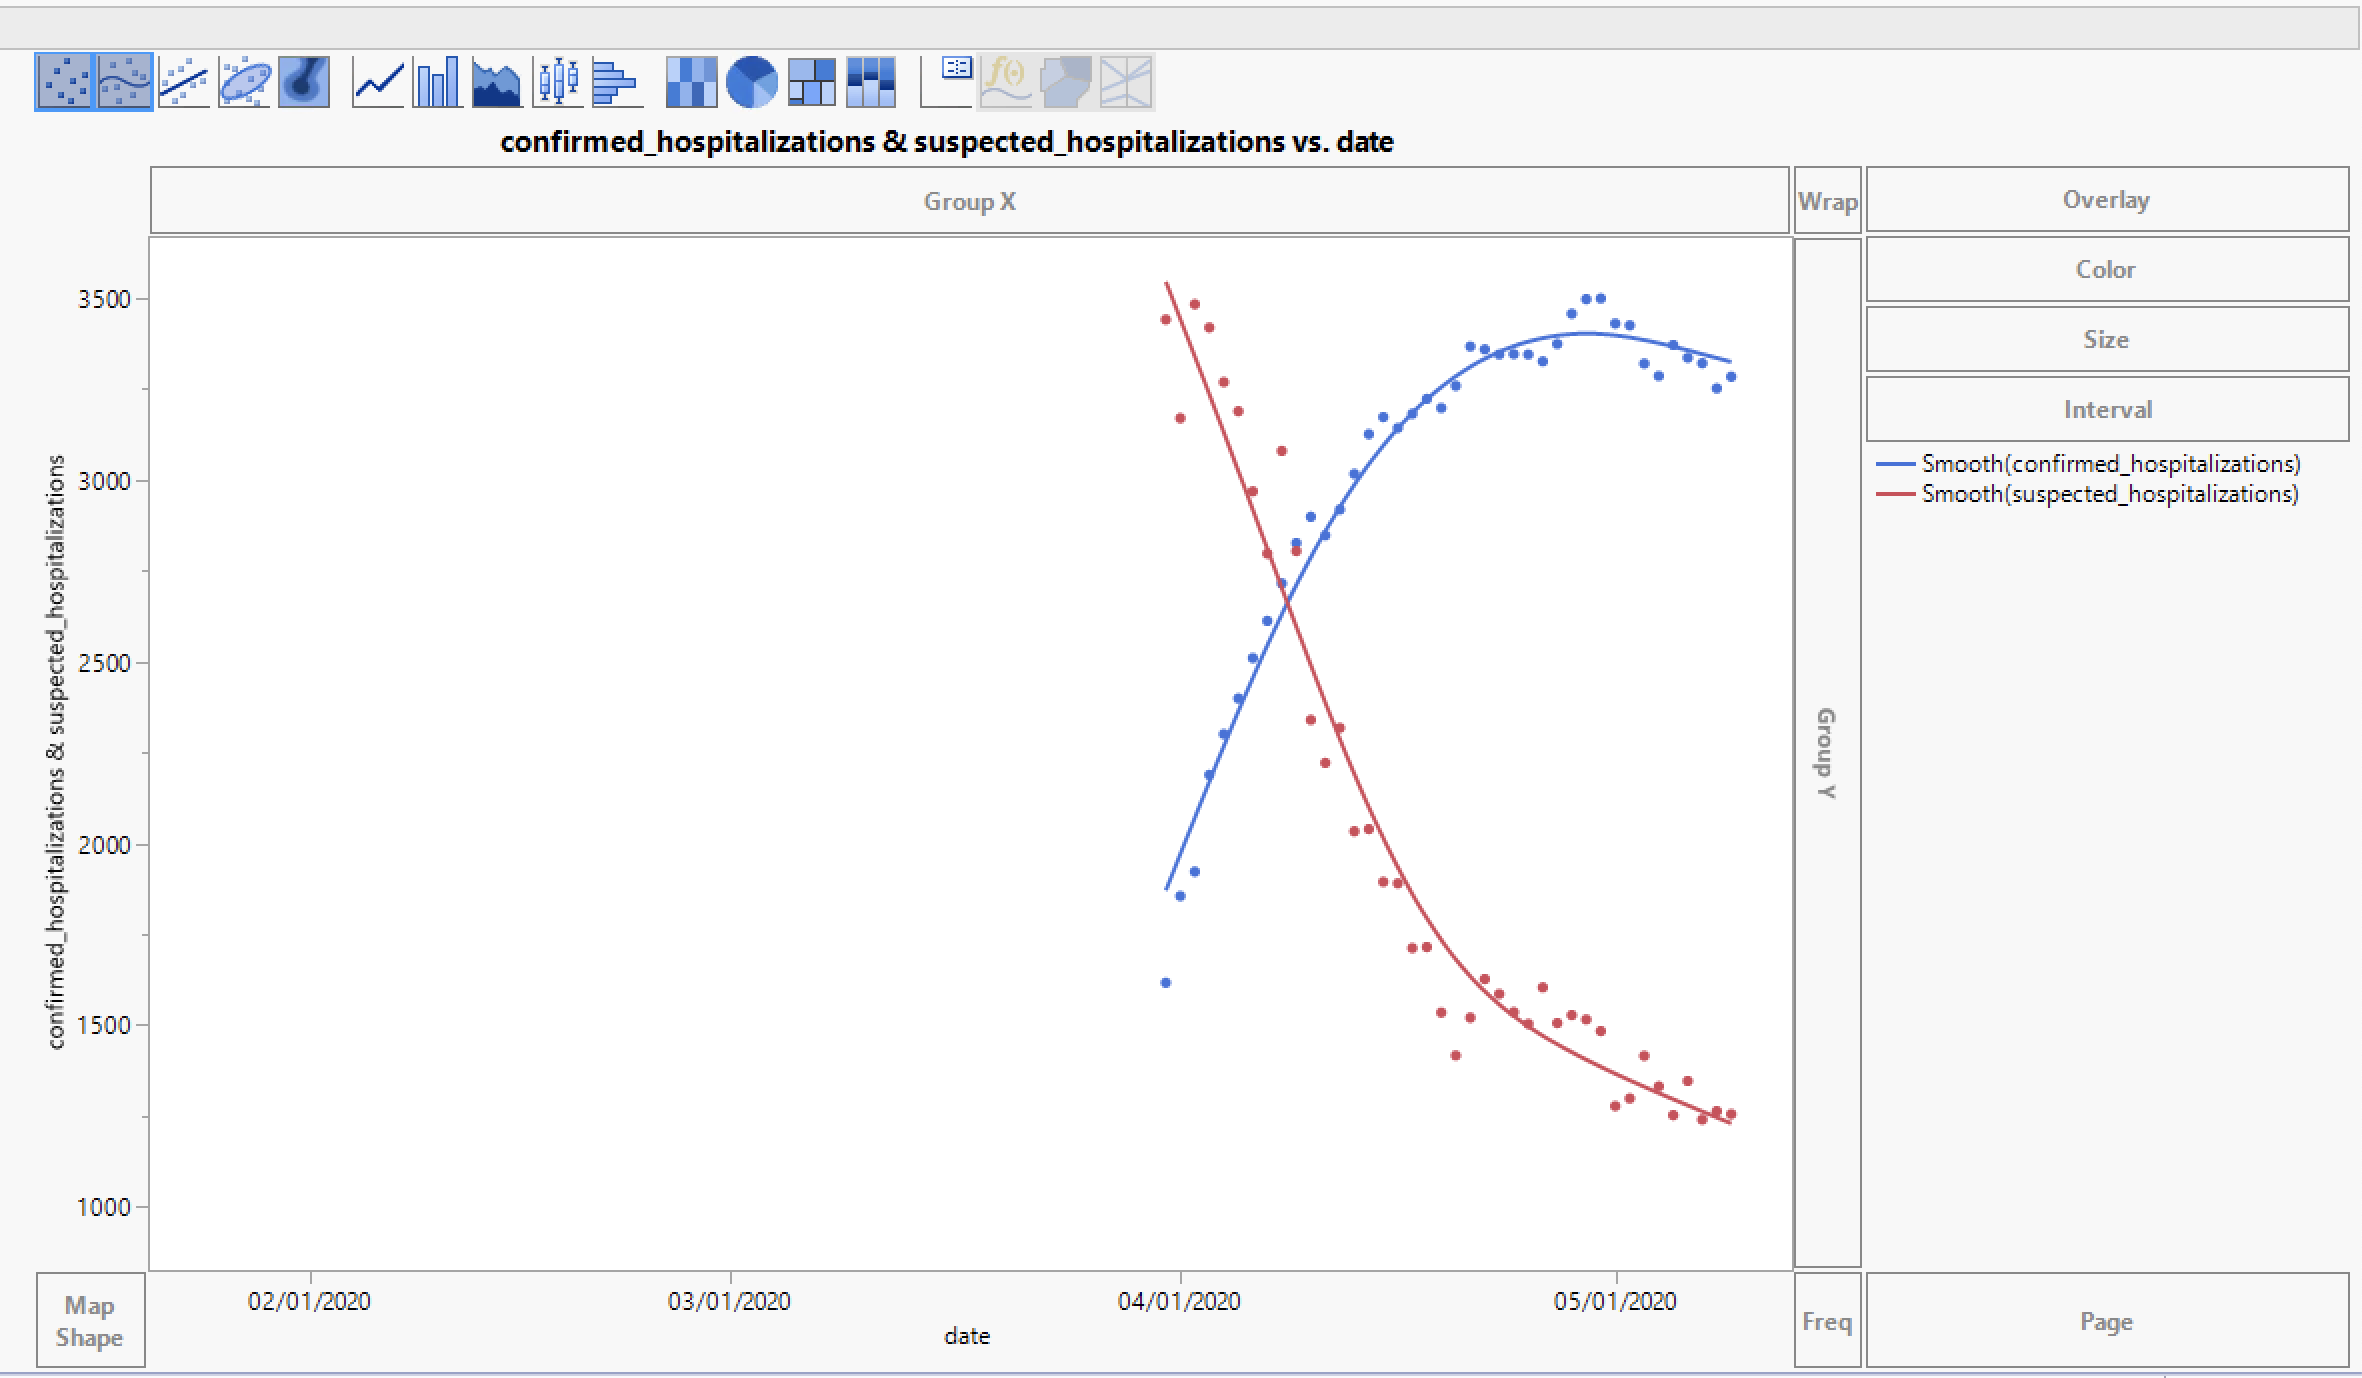 f(•)
confirmed_hospitalizations & suspected_hospitalizations vs. date
Group X
Wrap
Overlay
Color
Size
Interval
Smooth(confirmed_hospitalizations)
Smooth(suspected_hospitalizations)
confirmed_hospitalizations & suspected_hospitalizations
3500
3000
2500
2000
1500
1000
Group Y
02/01/2020 03/01/2020 04/01/2020 05/01/2020
date
Map
Shape
Freq
Page